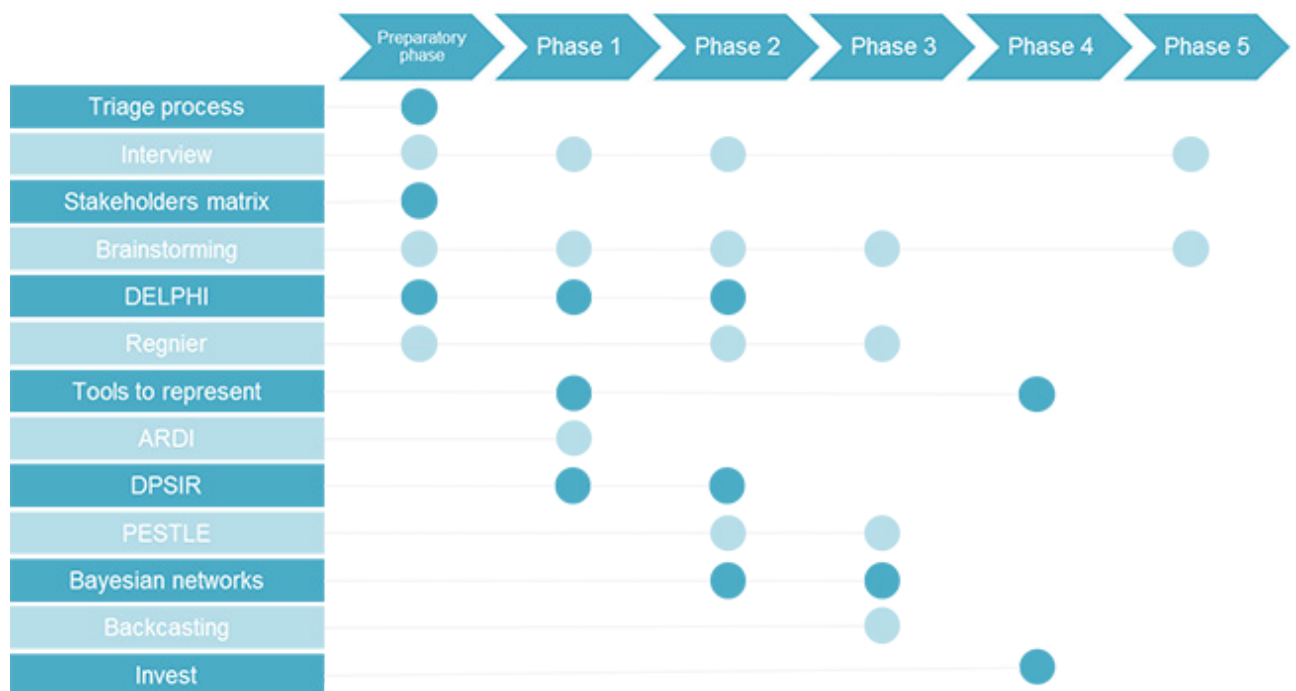 Preparatory
phase
Phase 1
Phase 2
Phase 3
Phase 4
Phase 5
Triage process
Interview
Stakeholders matrix
Brainstorming
DELPHI
Regnier
Tools to represent
ARDI
DPSIR
PESTLE
Bayesian networks
Backcasting
Invest